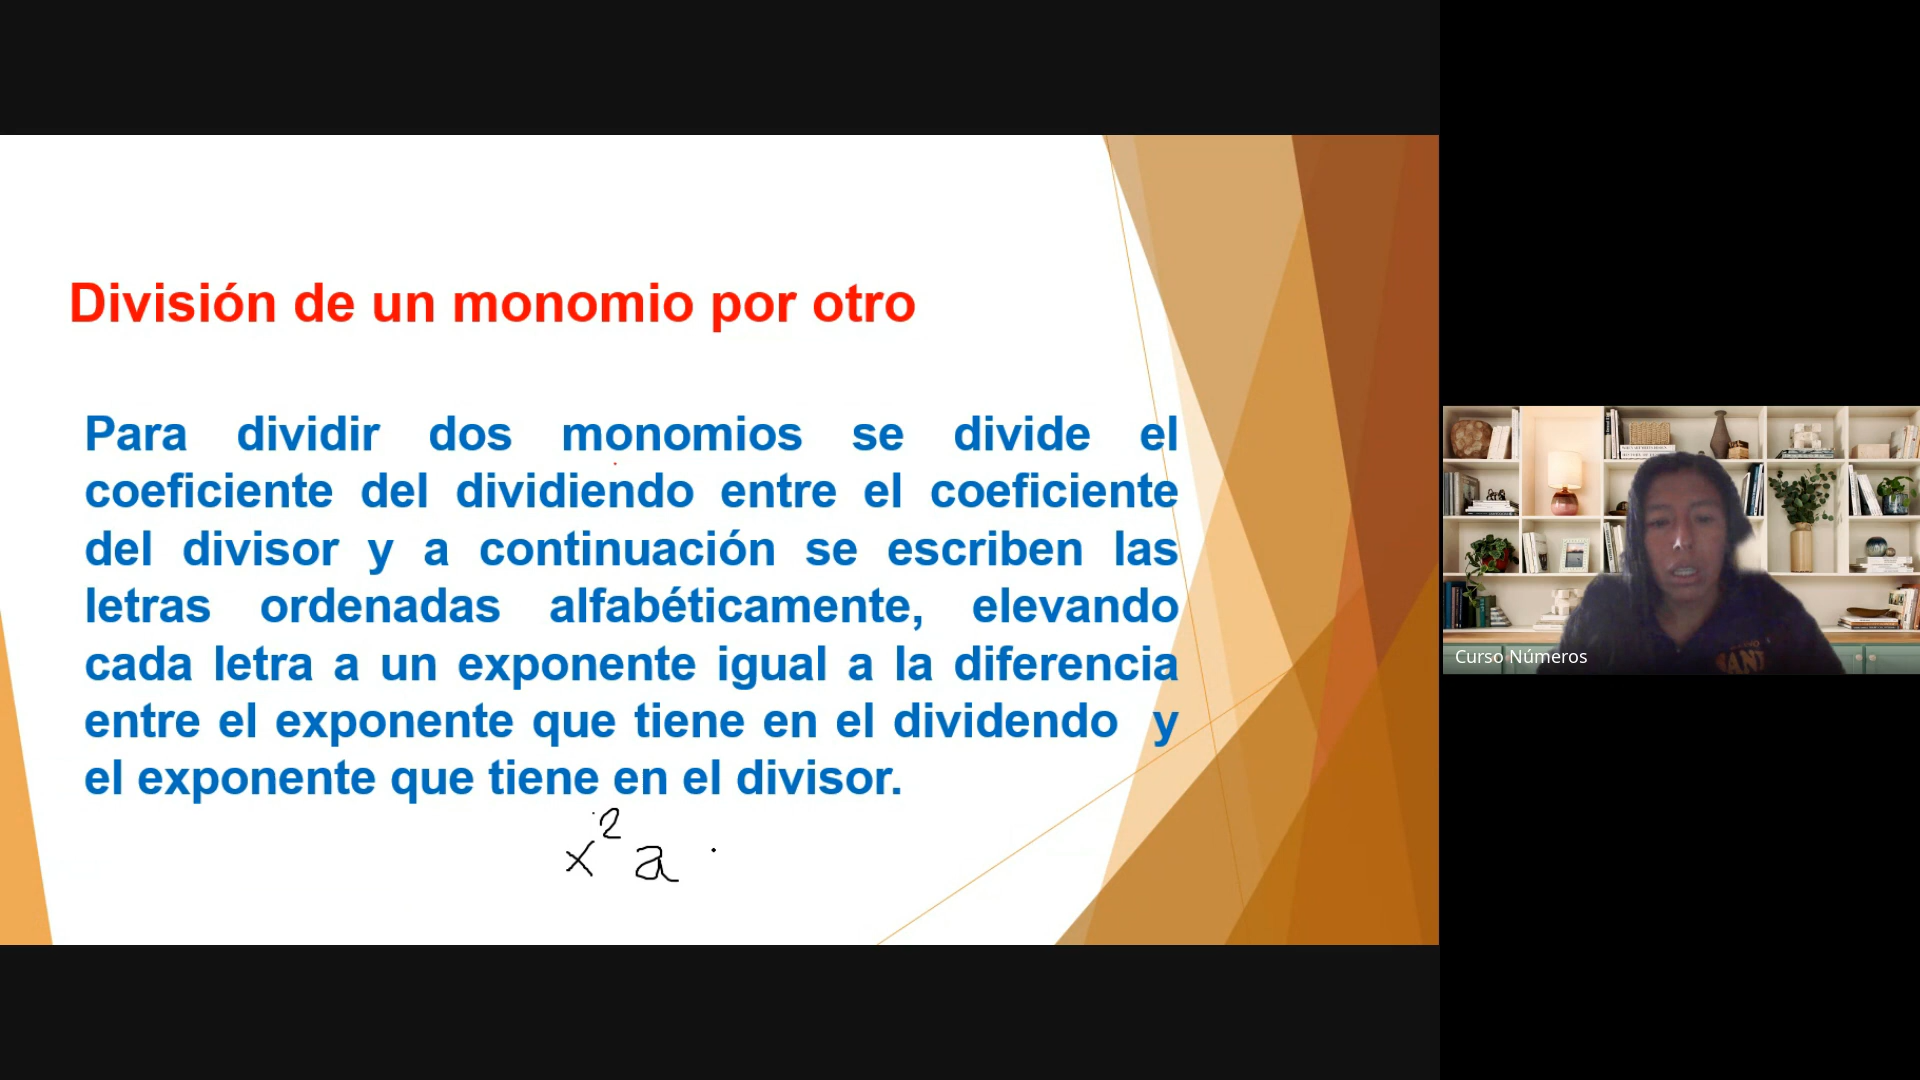 División de un monomio por otro
Para dividir dos monomios se divide el
coeficiente del dividiendo entre el coeficiente
del divisor y a continuación se escriben las
letras ordenadas alfabéticamente, elevando
cada letra a un exponente igual a la diferencia
entre el exponente que tiene en el dividendo y
el exponente que tiene en el divisor.
x² a
Curso Números